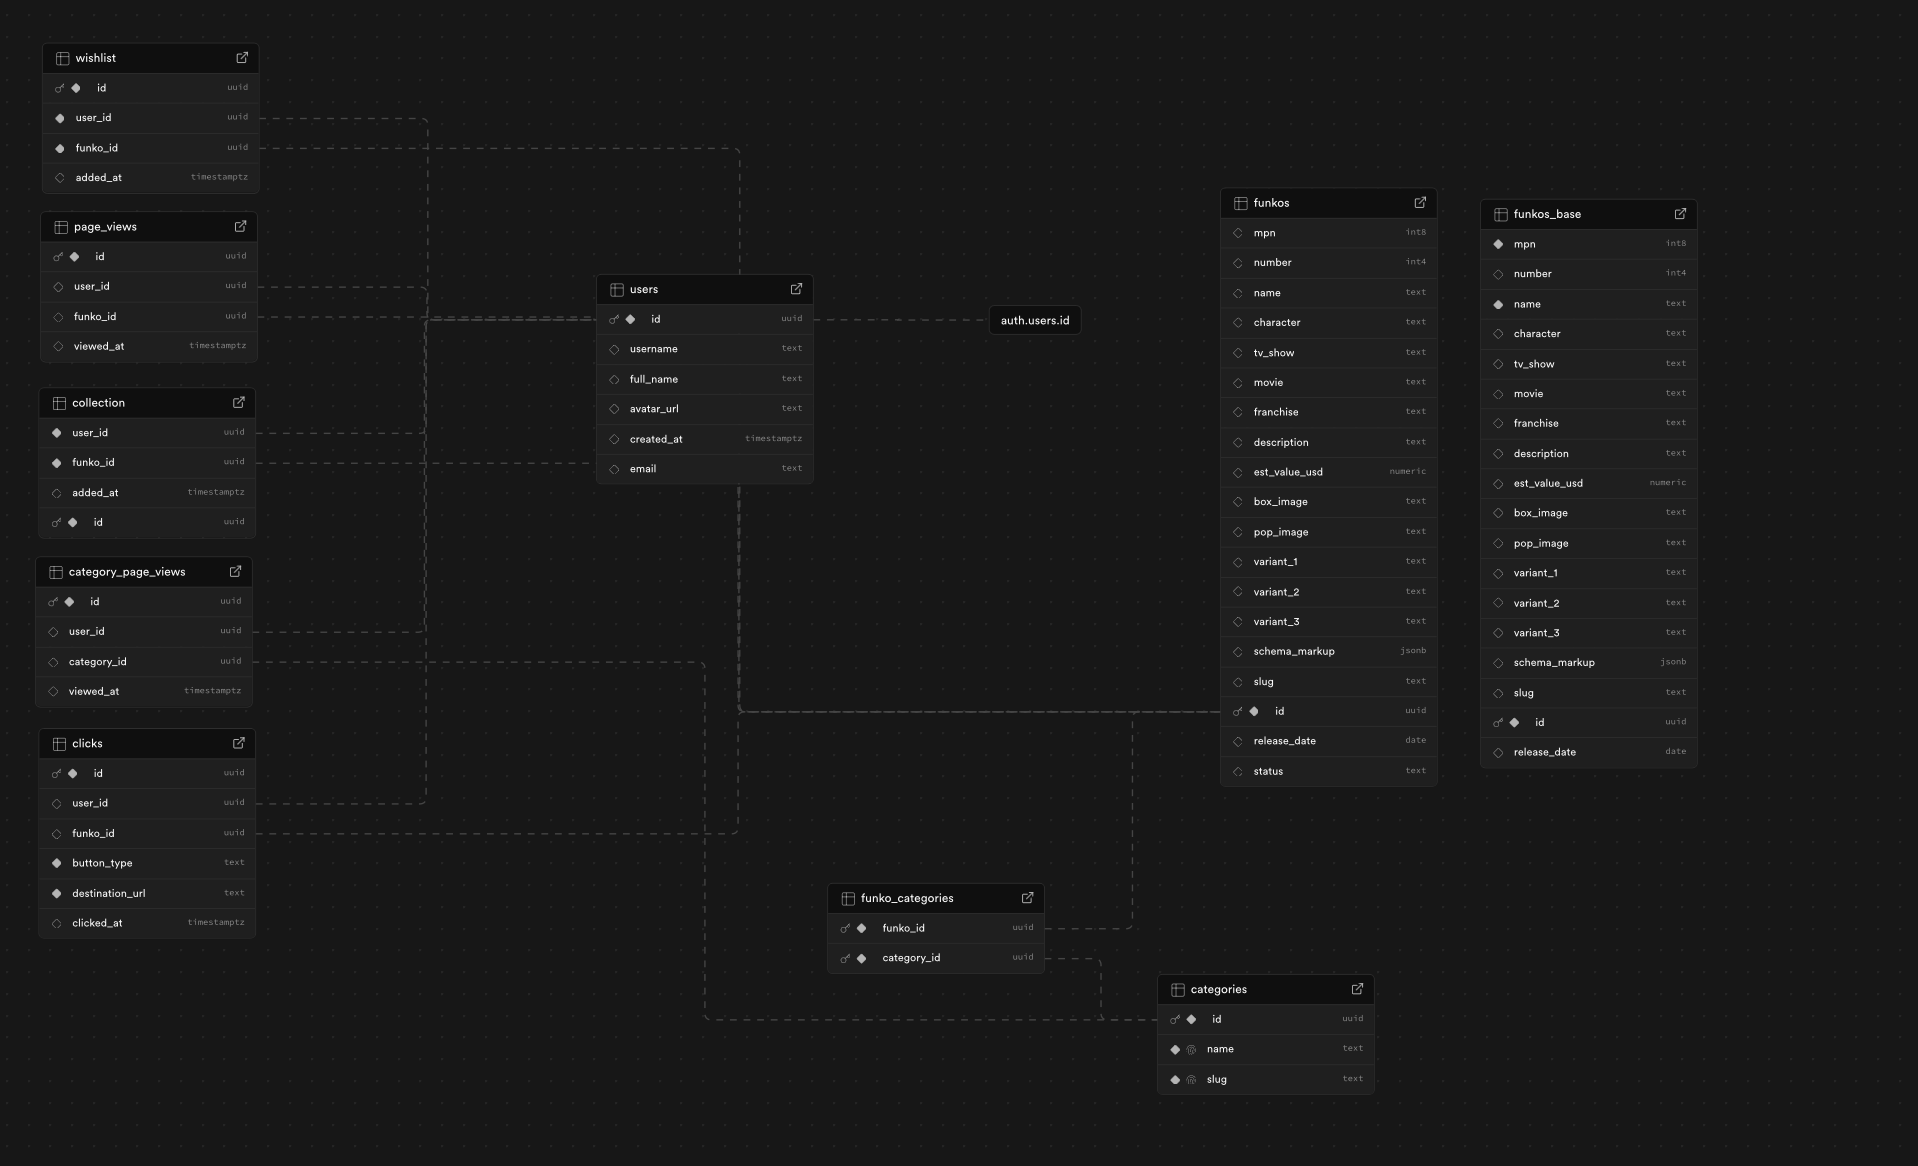 wishlist
id uuid
user_id uuid
funko_id uuid
added_at timestamptz
page_views
id uuid
user_id uuid
funko_id uuid
viewed_at timestamptz
collection
user_id uuid
funko_id uuid
added_at timestamptz
id uuid
category_page_views
id uuid
user_id uuid
category_id uuid
viewed_at timestamptz
clicks
id uuid
user_id uuid
funko_id uuid
button_type text
destination_url text
clicked_at timestamptz
users
id uuid
username text
full_name text
avatar_url text
created_at timestamptz
email text
auth.users.id
funkos
mpn int8
number int4
name text
character text
tv_show text
movie text
franchise text
description text
est_value_usd numeric
box_image text
pop_image text
variant_1 text
variant_2 text
variant_3 text
schema_markup jsonb
slug text
id uuid
release_date date
status text
funkos_base
mpn int8
number int4
name text
character text
tv_show text
movie text
franchise text
description text
est_value_usd numeric
box_image text
pop_image text
variant_1 text
variant_2 text
variant_3 text
schema_markup jsonb
slug text
id uuid
release_date date
funko_categories
funko_id uuid
category_id uuid
categories
id uuid
name text
slug text